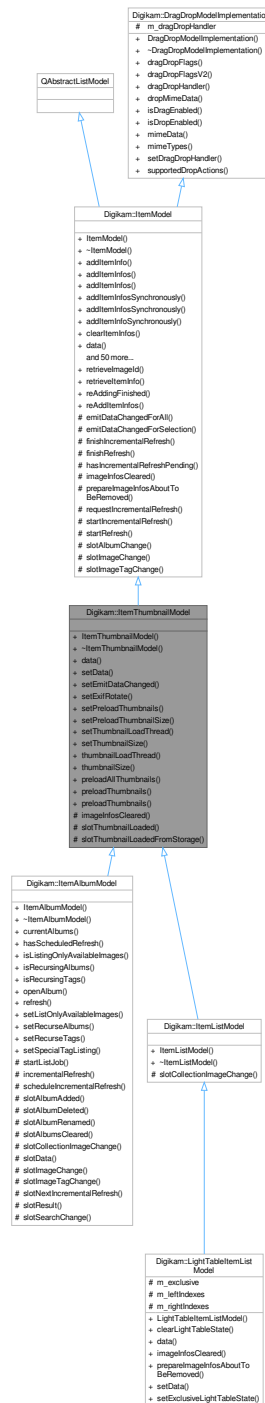 Digikam::DragDropModelImplementation
# m_dragDropHandler
+ DragDropModelImplementation()
+ ~DragDropModelImplementation()
+ dragDropFlags()
+ dragDropFlagsV2()
+ dragDropHandler()
+ dropMimeData()
+ isDragEnabled()
+ isDropEnabled()
+ mimeData()
+ mimeTypes()
+ setDragDropHandler()
+ supportedDropActions()
QAbstractListModel
Digikam::ItemModel
+ ItemModel()
+ ~ItemModel()
+ addItemInfo()
+ addItemInfos()
+ addItemInfos()
+ addItemInfosSynchronously()
+ addItemInfosSynchronously()
+ addItemInfoSynchronously()
+ clearItemInfos()
+ data()
and 50 more...
+ retrieveImageId()
+ retrieveItemInfo()
+ reAddingFinished()
+ reAddItemInfos()
# emitDataChangedForAll()
# emitDataChangedForSelection()
# finishIncrementalRefresh()
# finishRefresh()
# hasIncrementalRefreshPending()
# imageInfosCleared()
# prepareImageInfosAboutTo
BeRemoved()
# requestIncrementalRefresh()
# startIncrementalRefresh()
# startRefresh()
# slotAlbumChange()
# slotImageChange()
# slotImageTagChange()
Digikam::ItemThumbnailModel
+ ItemThumbnailModel()
+ ~ItemThumbnailModel()
+ data()
+ setData()
+ setEmitDataChanged()
+ setExifRotate()
+ setPreloadThumbnails()
+ setPreloadThumbnailSize()
+ setThumbnailLoadThread()
+ setThumbnailSize()
+ thumbnailLoadThread()
+ thumbnailSize()
+ preloadAllThumbnails()
+ preloadThumbnails()
+ preloadThumbnails()
# imageInfosCleared()
# slotThumbnailLoaded()
# slotThumbnailLoadedFromStorage()
Digikam::ItemAlbumModel
+ ItemAlbumModel()
+ ~ItemAlbumModel()
+ currentAlbums()
+ hasScheduledRefresh()
+ isListingOnlyAvailableImages()
+ isRecursingAlbums()
+ isRecursingTags()
+ openAlbum()
+ refresh()
+ setListOnlyAvailableImages()
+ setRecurseAlbums()
+ setRecurseTags()
+ setSpecialTagListing()
# startListJob()
# incrementalRefresh()
# scheduleIncrementalRefresh()
# slotAlbumAdded()
# slotAlbumDeleted()
# slotAlbumRenamed()
# slotAlbumsCleared()
# slotCollectionImageChange()
# slotData()
# slotImageChange()
# slotImageTagChange()
# slotNextIncrementalRefresh()
# slotResult()
# slotSearchChange()
Digikam::ItemListModel
+ ItemListModel()
+ ~ItemListModel()
# slotCollectionImageChange()
Digikam::LightTableItemList
Model
# m_exclusive
# m_leftIndexes
# m_rightIndexes
+ LightTableItemListModel()
+ clearLightTableState()
+ data()
+ imageInfosCleared()
+ prepareImageInfosAboutTo
BeRemoved()
+ setData()
+ setExclusiveLightTableState()